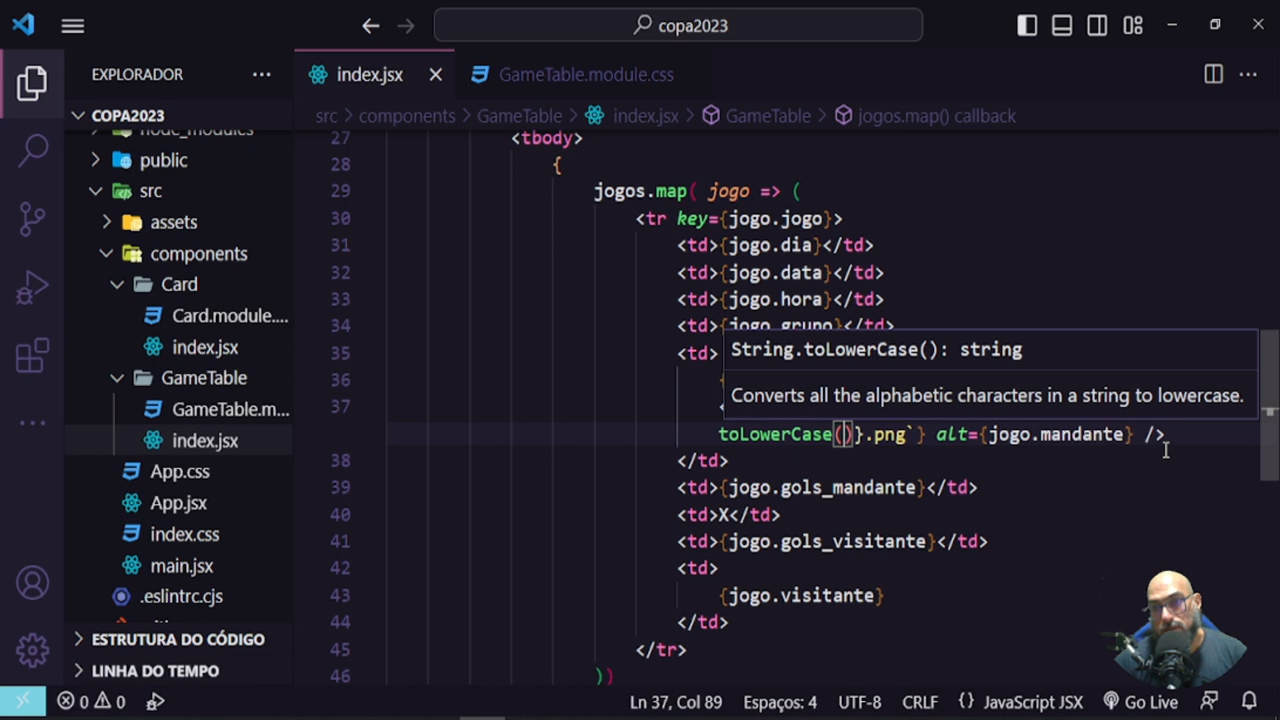 copa2023
EXPLORADOR
index.jsx
GameTable.module.css
COPA2023
node_modules
public
src
assets
components
Card
Card.module....
index.jsx
GameTable
GameTable.m...
index.jsx
App.css
App.jsx
index.css
main.jsx
.eslintrc.cjs
ESTRUTURA DO CÓDIGO
LINHA DO TEMPO
src > components > GameTable > index.jsx > GameTable > jogos.map() callback
27 <tbody>
28 {
29 jogos.map( jogo => (
30 <tr key={jogo.jogo}>
31 <td>{jogo.dia}</td>
32 <td>{jogo.data}</td>
33 <td>{jogo.hora}</td>
34 <td>{jogo.grupo}</td>
35 <td>
String.toLowerCase(): string
36 {
Converts all the alphabetic characters in a string to lowercase.
37
toLowerCase()}.png`} alt={jogo.mandante} />
38 </td>
39 <td>{jogo.gols_mandante}</td>
40 <td>X</td>
41 <td>{jogo.gols_visitante}</td>
42 <td>
43 {jogo.visitante}
44 </td>
45 </tr>
46 ))
0 0 Ln 37, Col 89 Espaços: 4 UTF-8 CRLF {} JavaScript JSX Go Live